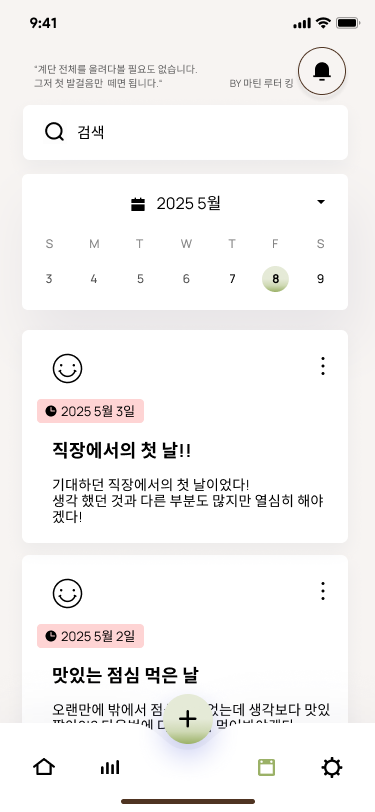 9:41
"계단 전체를 올려다볼 필요도 없습니다.
그저 첫 발걸음만 떼면 됩니다."
BY 마틴 루터 킹
검색
2025 5월
S M T W T F S
3 4 5 6 7 8 9
2025 5월 3일
직장에서의 첫 날!!
기대하던 직장에서의 첫 날이었다!
생각 했던 것과 다른 부분도 많지만 열심히 해야
겠다!
2025 5월 2일
맛있는 점심 먹은 날
오랜만에 밖에서 었는데 생각보다 맛있